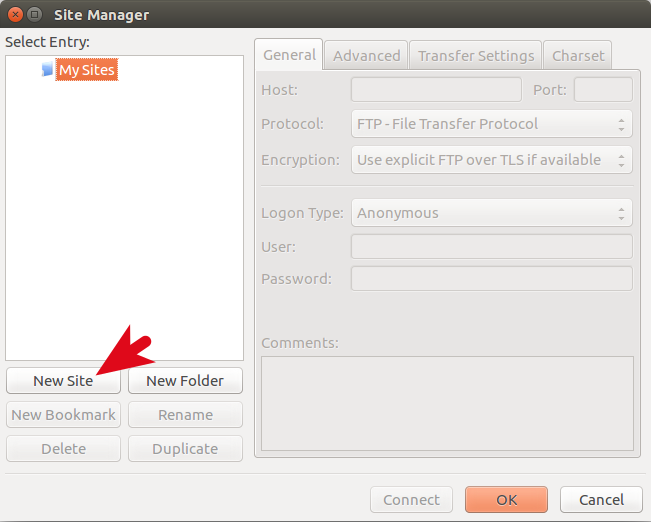 Site Manager
Select Entry:
My Sites
New Site
New Folder
New Bookmark
Rename
Delete
Duplicate
General
Advanced
Transfer Settings
Charset
Host:
Port:
Protocol:
FTP - File Transfer Protocol
Encryption:
Use explicit FTP over TLS if available
Logon Type:
Anonymous
User:
Password:
Comments:
Connect
OK
Cancel